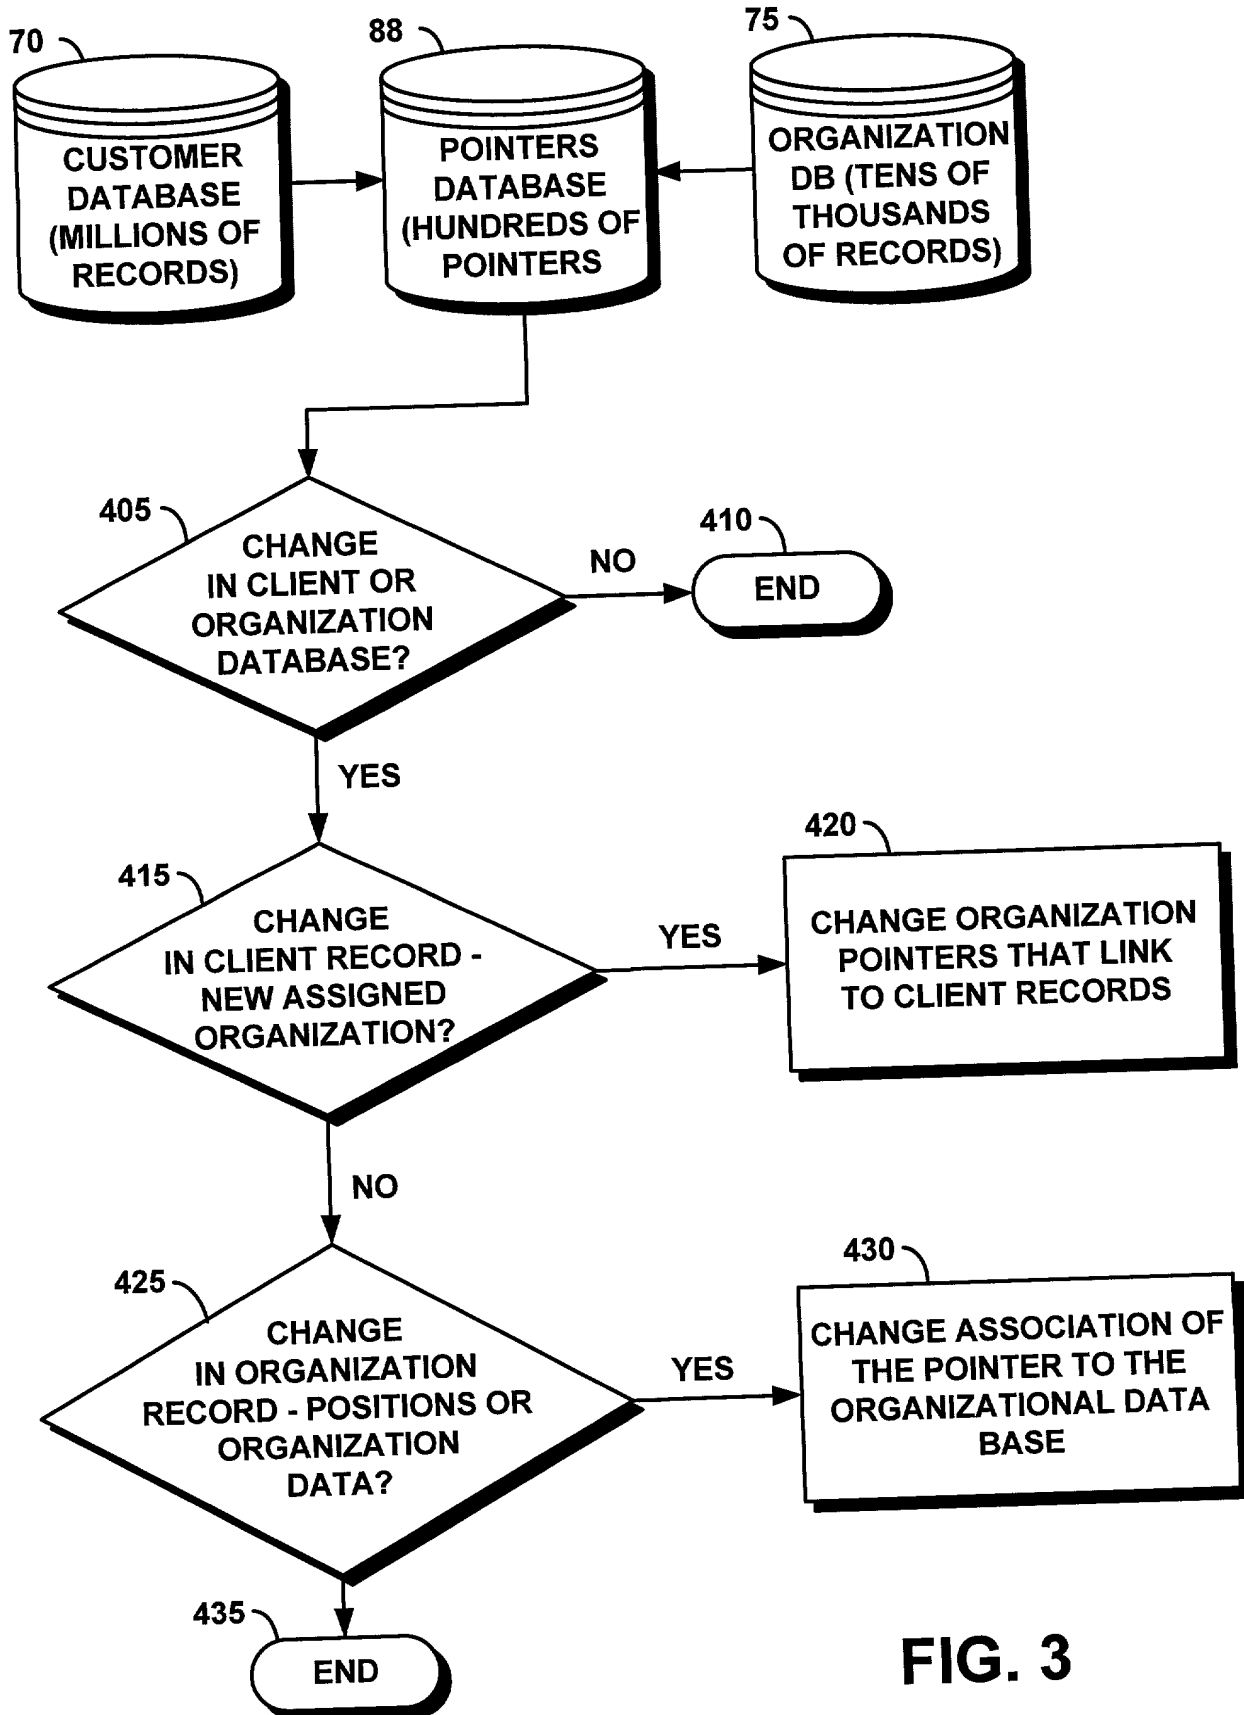 70
88
75
CUSTOMER
DATABASE
(MILLIONS OF
RECORDS)
POINTERS
DATABASE
(HUNDREDS OF
POINTERS
ORGANIZATION
DB (TENS OF
THOUSANDS
OF RECORDS)
405
CHANGE
IN CLIENT OR
ORGANIZATION
DATABASE?
NO
410
END
YES
415
CHANGE
IN CLIENT RECORD -
NEW ASSIGNED
ORGANIZATION?
YES
420
CHANGE ORGANIZATION
POINTERS THAT LINK
TO CLIENT RECORDS
NO
425
CHANGE
IN ORGANIZATION
RECORD - POSITIONS OR
ORGANIZATION
DATA?
YES
430
CHANGE ASSOCIATION OF
THE POINTER TO THE
ORGANIZATIONAL DATA
BASE
435
END
FIG. 3